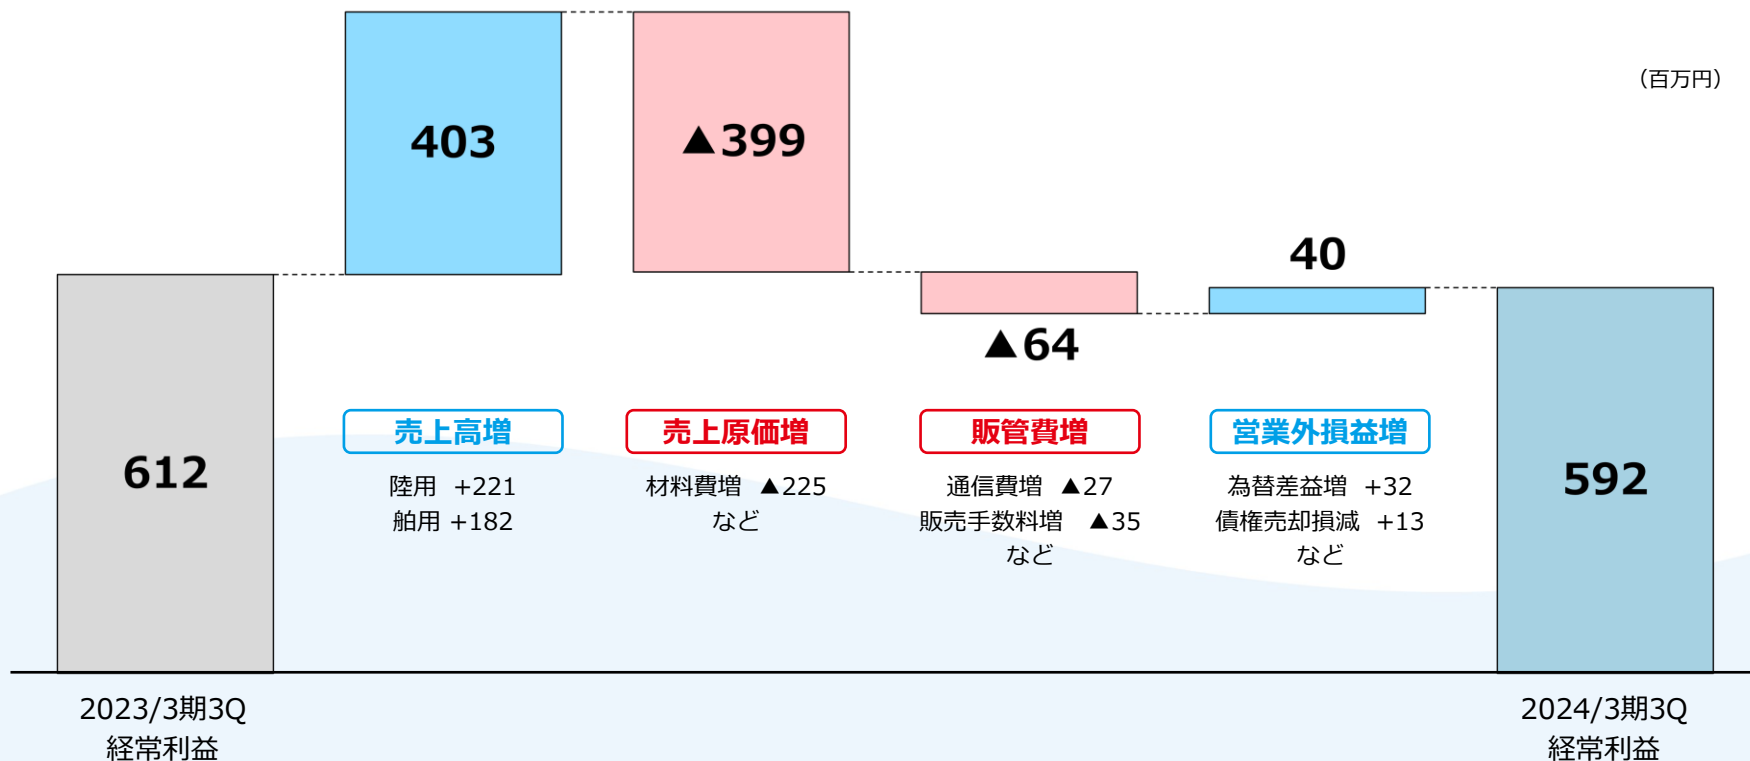 （百万円）
403
▲399
40
▲64
売上高増
陸用 +221
舶用 +182
売上原価増
材料費増 ▲225
など
販管費増
通信費増 ▲27
販売手数料増 ▲35
など
営業外損益増
為替差益増 +32
債権売却損減 +13
など
612
592
2023/3期3Q
経常利益
2024/3期3Q
経常利益